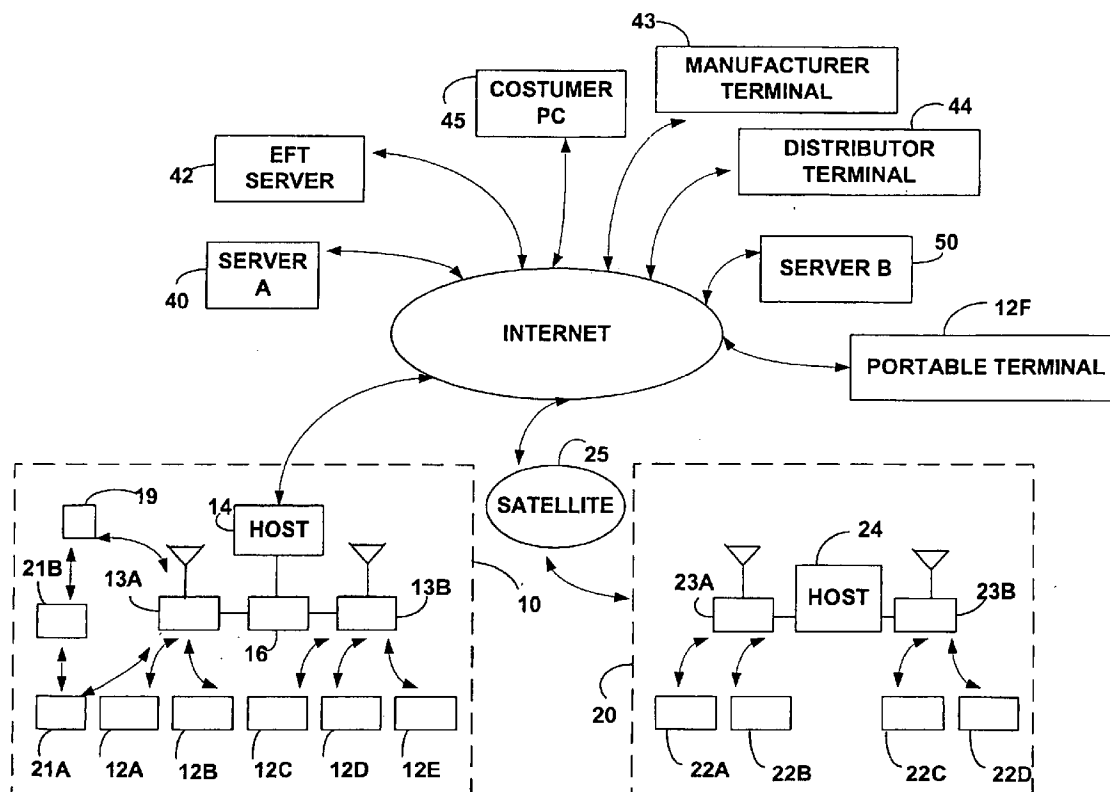 43
MANUFACTURER
TERMINAL
COSTUMER
PC
45
44
DISTRIBUTOR
TERMINAL
EFT
SERVER
42
SERVER
A
40
SERVER B
50
INTERNET
12F
PORTABLE TERMINAL
19
14
HOST
25
SATELLITE
24
HOST
21B
13A
13B
10
16
23A
23B
20
21A
12A
12B
12C
12D
12E
22A
22B
22C
22D